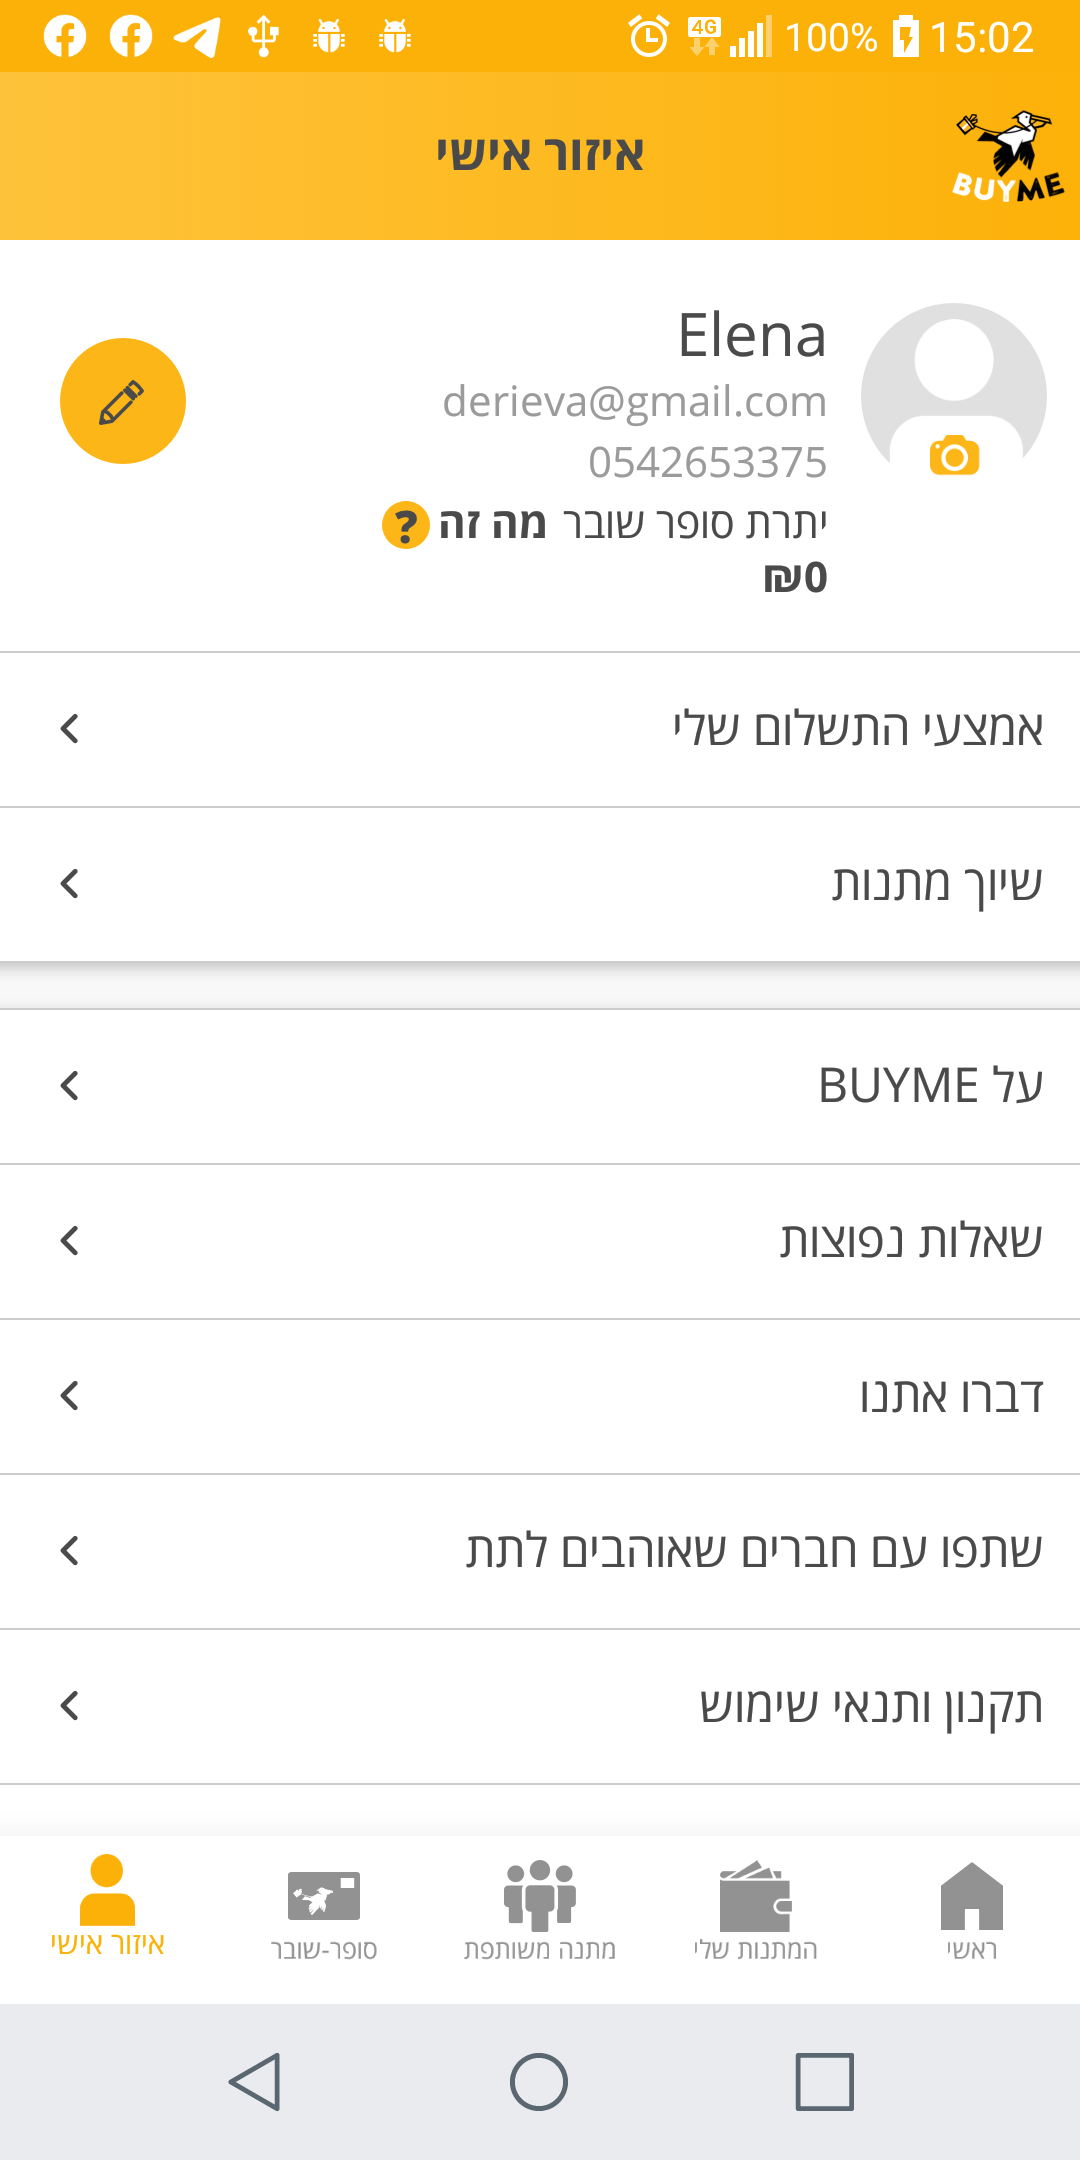 4G 100% 15:02
איזור אישי
BUYME
Elena
derieva@gmail.com
0542653375
יתרת סופר שובר מה זה ?
₪0
אמצעי התשלום שלי
שיוך מתנות
על BUYME
שאלות נפוצות
דברו אתנו
שתפו עם חברים שאוהבים לתת
תקנון ותנאי שימוש
ראשי
המתנות שלי
מתנה משותפת
סופר-שובר
איזור אישי